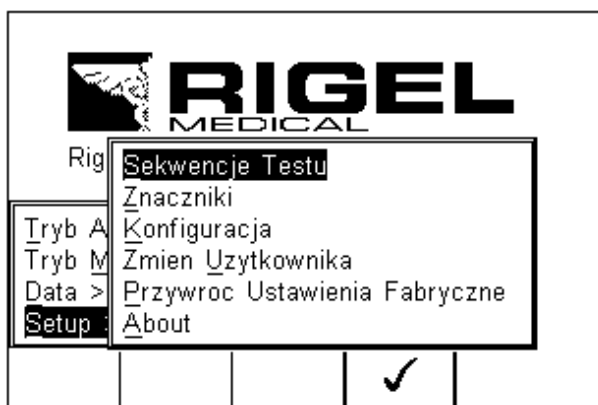 RIGEL
MEDICAL
Rig
Sekwencje Testu
Znaczniki
Konfiguracja
Zmien Uzytkownika
Przywroc Ustawienia Fabryczne
About
Tryb A
Tryb M
Data >
Setup